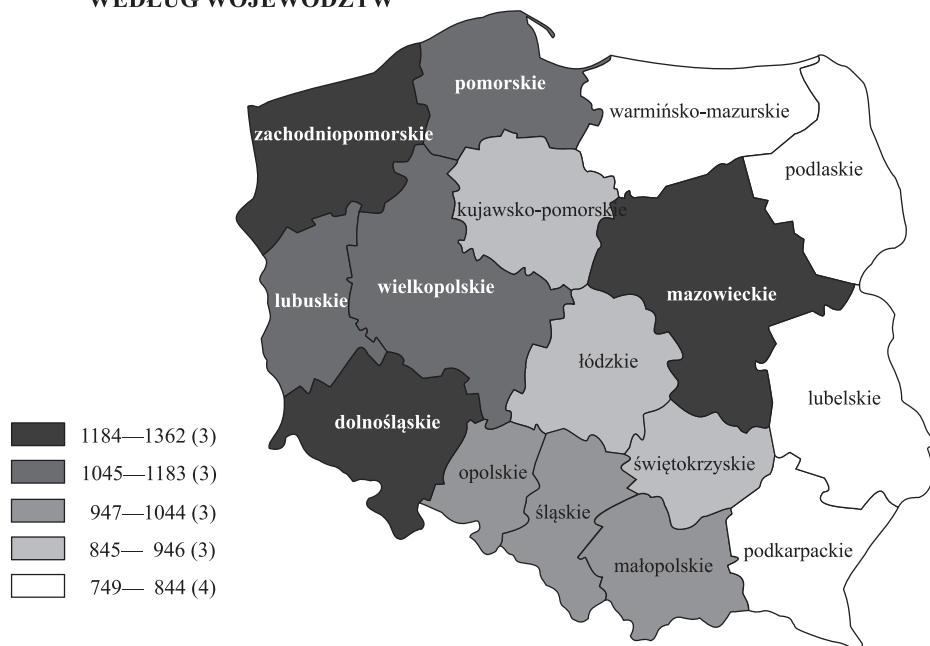 WEDŁUG WOJEWÓDZTW
pomorskie
warmińsko-mazurskie
zachodniopomorskie
podlaskie
kujawsko-pomorskie
wielkopolskie
mazowieckie
lubuskie
łódzkie
lubelskie
dolnośląskie
świętokrzyskie
opolskie
śląskie
podkarpackie
małopolskie
1184—1362 (3)
1045—1183 (3)
947—1044 (3)
845— 946 (3)
749— 844 (4)